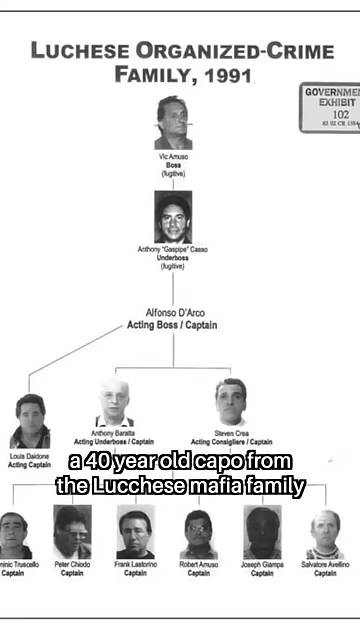 LUCHESE ORGANIZED-CRIME
FAMILY, 1991
GOVERNMEN
EXHIBIT
102
Vic Amuso
Boss
(fugitive)
Anthony "Gaspipe" Casso
Underboss
(fugitive)
Alfonso D'Arco
Acting Boss / Captain
Louis Daidone
Acting Captain
Anthony Baratta
Acting Underboss / Captain
Steven Crea
Acting Consigliere / Captain
a 40 year old capo from
the Lucchese mafia family
minic Truscello
Captain
Peter Chiodo
Captain
Frank Lastorino
Captain
Robert Amuso
Captain
Joseph Giampa
Captain
Salvatore Avellino
Captain